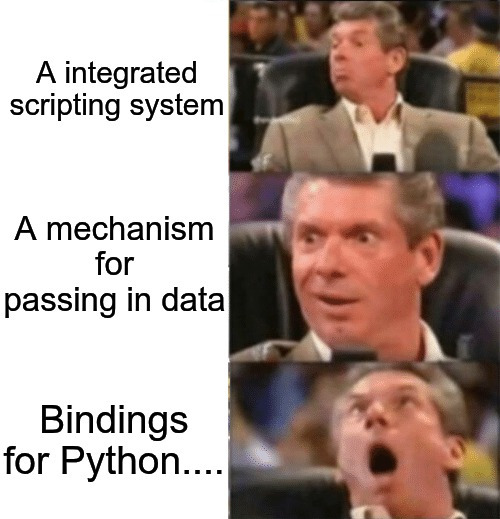 A integrated
scripting system
A mechanism
for
passing in data
Bindings
for Python....